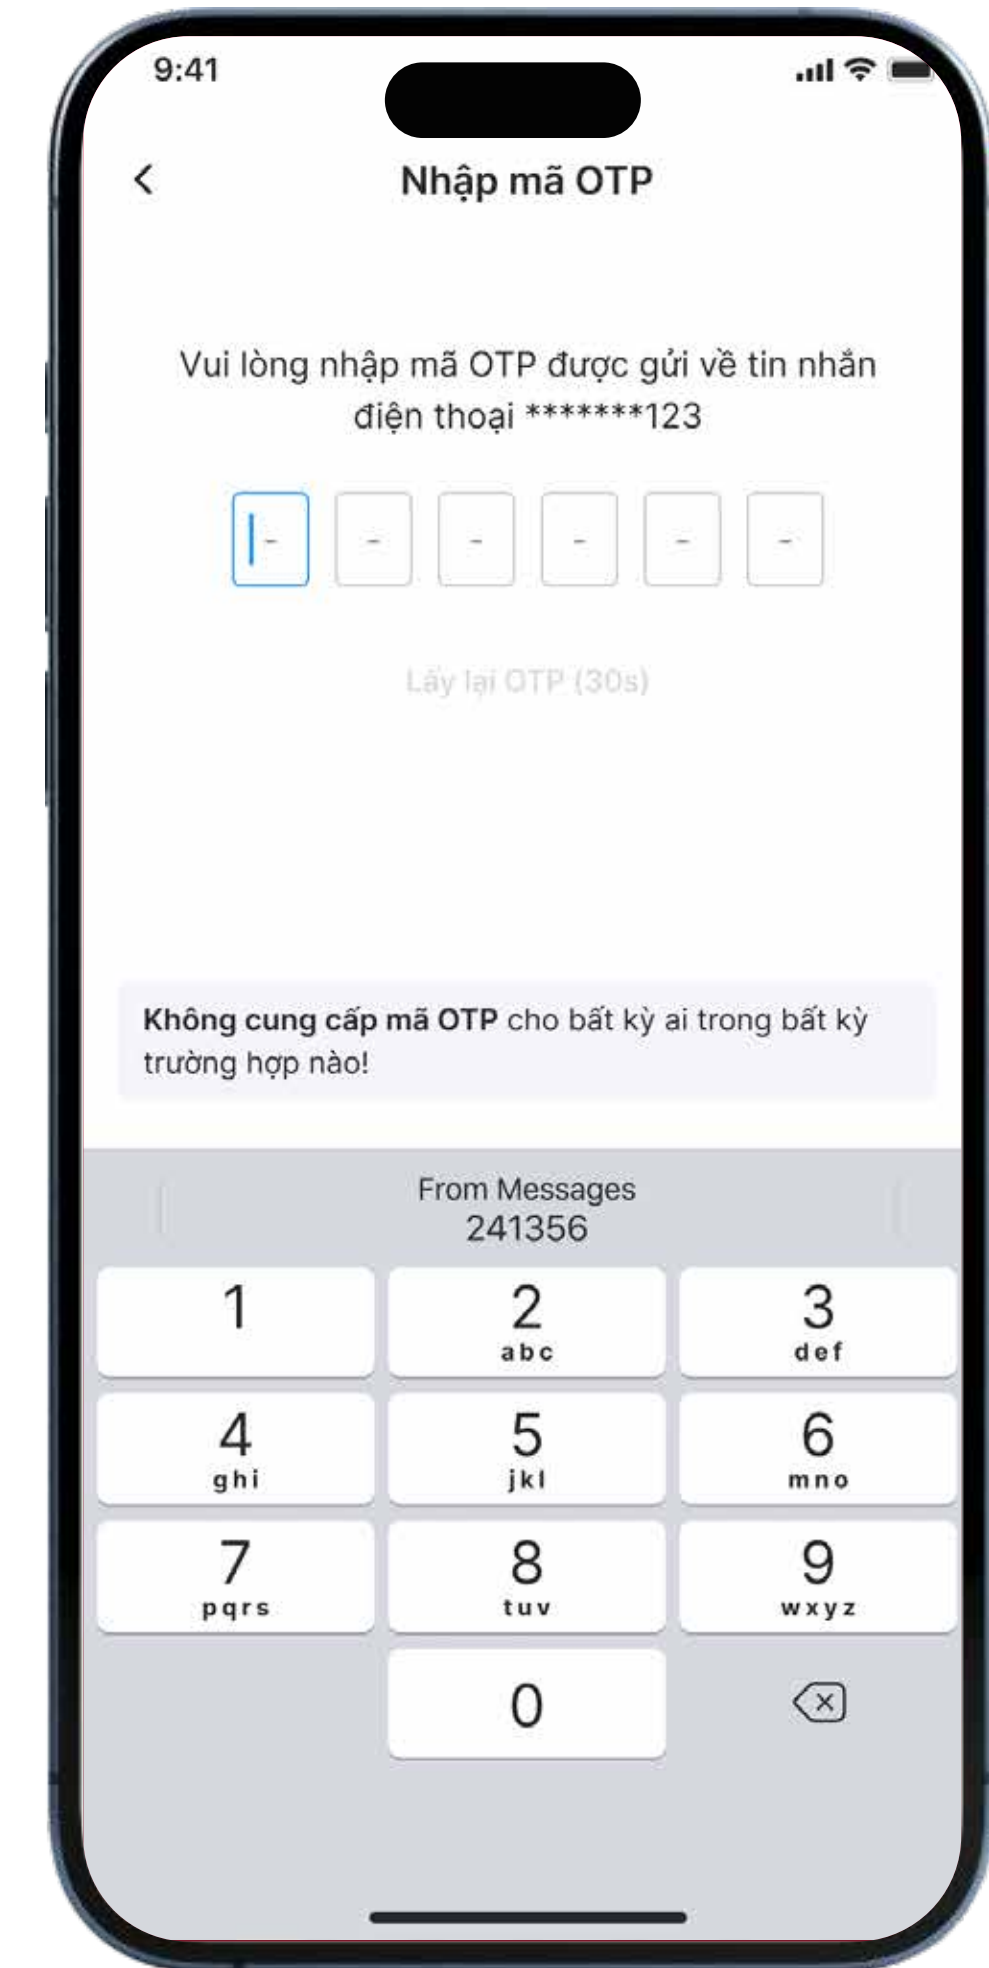 9:41
Nhập mã OTP
Vui lòng nhập mã OTP được gửi về tin nhắn
điện thoại *******123
- - - - - -
Lấy lại OTP (30s)
Không cung cấp mã OTP cho bất kỳ ai trong bất kỳ
trường hợp nào!
From Messages
241356
1 2 3
abc def
4 5 6
ghi jkl mno
7 8 9
pqrs tuv wxyz
0